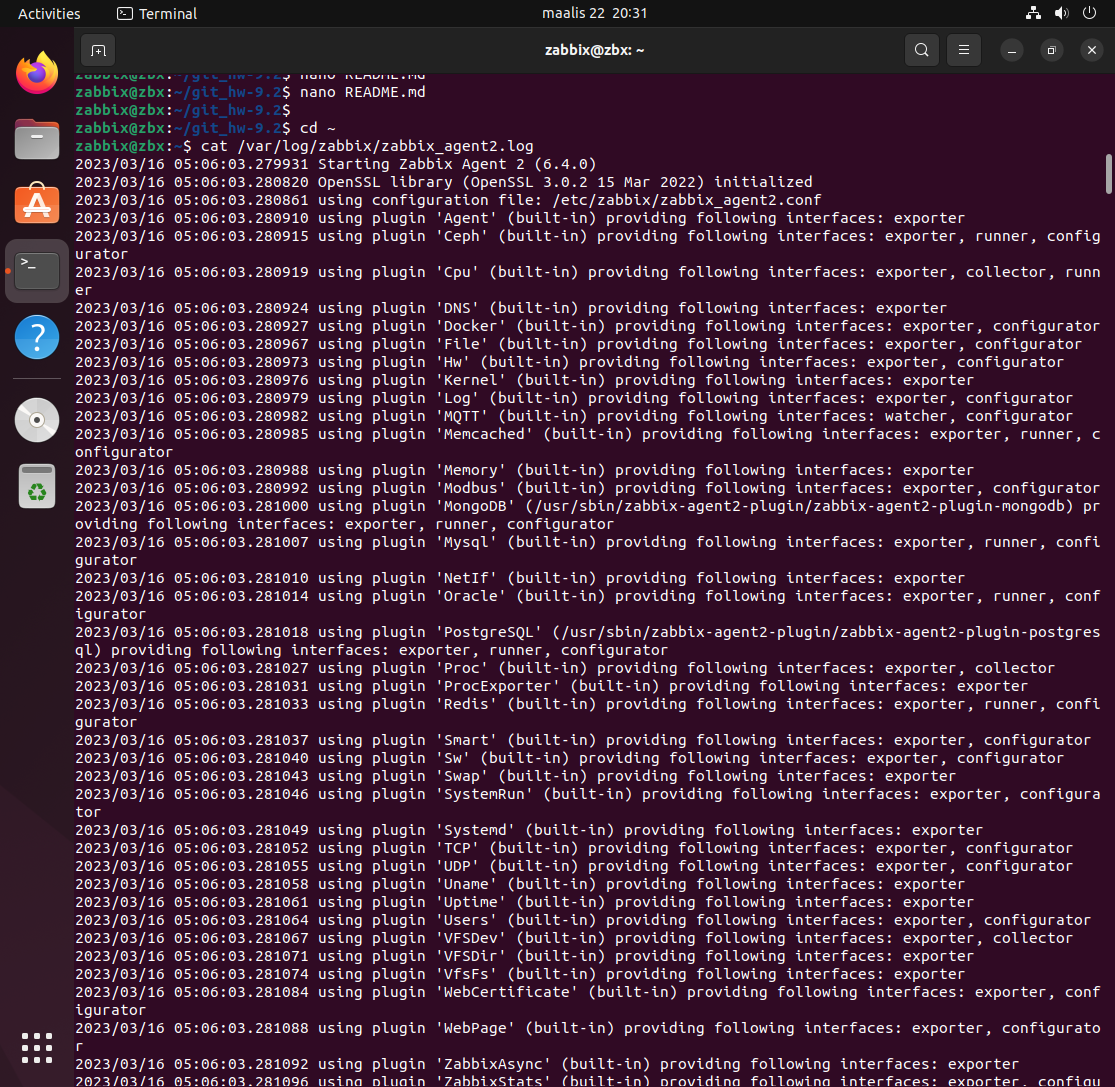 Activities
Terminal
maalis 22 20:31
zabbix@zbx: ~
zabbix@zbx:~/git_hw-9.2$ nano README.md
zabbix@zbx:~/git_hw-9.2$ nano README.md
zabbix@zbx:~/git_hw-9.2$
zabbix@zbx:~/git_hw-9.2$ cd ~
zabbix@zbx:~$ cat /var/log/zabbix/zabbix_agent2.log
2023/03/16 05:06:03.279931 Starting Zabbix Agent 2 (6.4.0)
2023/03/16 05:06:03.280820 OpenSSL library (OpenSSL 3.0.2 15 Mar 2022) initialized
2023/03/16 05:06:03.280861 using configuration file: /etc/zabbix/zabbix_agent2.conf
2023/03/16 05:06:03.280910 using plugin 'Agent' (built-in) providing following interfaces: exporter
2023/03/16 05:06:03.280915 using plugin 'Ceph' (built-in) providing following interfaces: exporter, runner, config
urator
2023/03/16 05:06:03.280919 using plugin 'Cpu' (built-in) providing following interfaces: exporter, collector, runn
er
2023/03/16 05:06:03.280924 using plugin 'DNS' (built-in) providing following interfaces: exporter
2023/03/16 05:06:03.280927 using plugin 'Docker' (built-in) providing following interfaces: exporter, configurator
2023/03/16 05:06:03.280967 using plugin 'File' (built-in) providing following interfaces: exporter, configurator
2023/03/16 05:06:03.280973 using plugin 'Hw' (built-in) providing following interfaces: exporter, configurator
2023/03/16 05:06:03.280976 using plugin 'Kernel' (built-in) providing following interfaces: exporter
2023/03/16 05:06:03.280979 using plugin 'Log' (built-in) providing following interfaces: exporter, configurator
2023/03/16 05:06:03.280982 using plugin 'MQTT' (built-in) providing following interfaces: watcher, configurator
2023/03/16 05:06:03.280985 using plugin 'Memcached' (built-in) providing following interfaces: exporter, runner, c
onfigurator
2023/03/16 05:06:03.280988 using plugin 'Memory' (built-in) providing following interfaces: exporter
2023/03/16 05:06:03.280992 using plugin 'Modbus' (built-in) providing following interfaces: exporter, configurator
2023/03/16 05:06:03.281000 using plugin 'MongoDB' (/usr/sbin/zabbix-agent2-plugin/zabbix-agent2-plugin-mongodb) pr
oviding following interfaces: exporter, runner, configurator
2023/03/16 05:06:03.281007 using plugin 'Mysql' (built-in) providing following interfaces: exporter, runner, confi
gurator
2023/03/16 05:06:03.281010 using plugin 'NetIf' (built-in) providing following interfaces: exporter
2023/03/16 05:06:03.281014 using plugin 'Oracle' (built-in) providing following interfaces: exporter, runner, conf
igurator
2023/03/16 05:06:03.281018 using plugin 'PostgreSQL' (/usr/sbin/zabbix-agent2-plugin/zabbix-agent2-plugin-postgres
ql) providing following interfaces: exporter, runner, configurator
2023/03/16 05:06:03.281027 using plugin 'Proc' (built-in) providing following interfaces: exporter, collector
2023/03/16 05:06:03.281031 using plugin 'ProcExporter' (built-in) providing following interfaces: exporter
2023/03/16 05:06:03.281033 using plugin 'Redis' (built-in) providing following interfaces: exporter, runner, confi
gurator
2023/03/16 05:06:03.281037 using plugin 'Smart' (built-in) providing following interfaces: exporter, configurator
2023/03/16 05:06:03.281040 using plugin 'Sw' (built-in) providing following interfaces: exporter, configurator
2023/03/16 05:06:03.281043 using plugin 'Swap' (built-in) providing following interfaces: exporter
2023/03/16 05:06:03.281046 using plugin 'SystemRun' (built-in) providing following interfaces: exporter, configura
tor
2023/03/16 05:06:03.281049 using plugin 'Systemd' (built-in) providing following interfaces: exporter
2023/03/16 05:06:03.281052 using plugin 'TCP' (built-in) providing following interfaces: exporter, configurator
2023/03/16 05:06:03.281055 using plugin 'UDP' (built-in) providing following interfaces: exporter, configurator
2023/03/16 05:06:03.281058 using plugin 'Uname' (built-in) providing following interfaces: exporter
2023/03/16 05:06:03.281061 using plugin 'Uptime' (built-in) providing following interfaces: exporter
2023/03/16 05:06:03.281064 using plugin 'Users' (built-in) providing following interfaces: exporter, configurator
2023/03/16 05:06:03.281067 using plugin 'VFSDev' (built-in) providing following interfaces: exporter, collector
2023/03/16 05:06:03.281071 using plugin 'VFSDir' (built-in) providing following interfaces: exporter
2023/03/16 05:06:03.281074 using plugin 'VfsFs' (built-in) providing following interfaces: exporter
2023/03/16 05:06:03.281084 using plugin 'WebCertificate' (built-in) providing following interfaces: exporter, conf
igurator
2023/03/16 05:06:03.281088 using plugin 'WebPage' (built-in) providing following interfaces: exporter, configurato
r
2023/03/16 05:06:03.281092 using plugin 'ZabbixAsync' (built-in) providing following interfaces: exporter
2023/03/16 05:06:03.281096 using plugin 'ZabbixStats' (built-in) providing following interfaces: exporter, configu